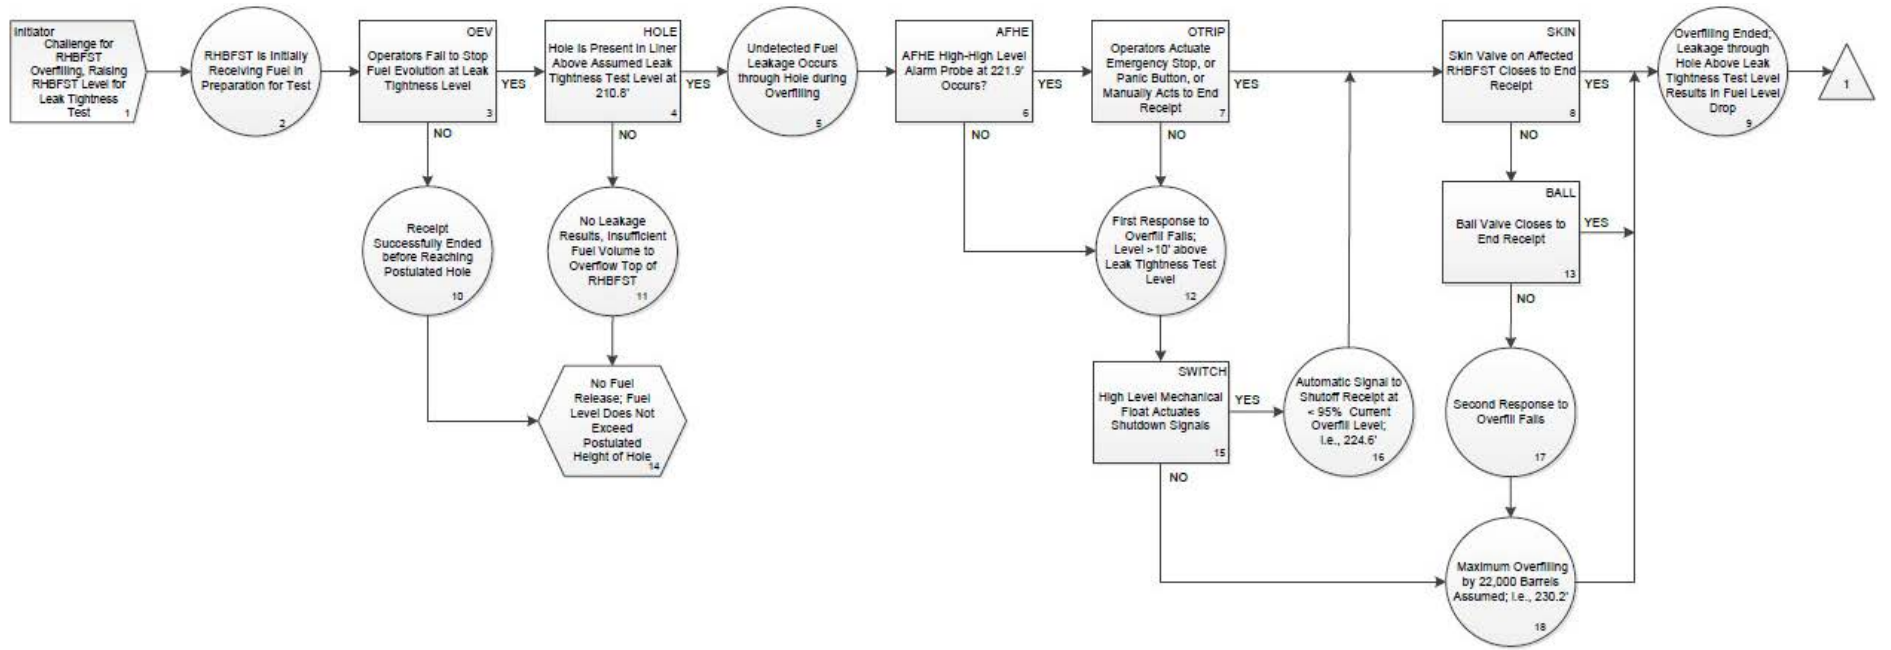 Initiator
Challenge for
RHBFST
Overfilling, Raising
RHBFST Level for
Leak Tightness
Test
1
RHBFST is Initially
Receiving Fuel in
Preparation for Test
2
OEV
Operators Fail to Stop
Fuel Evolution at Leak
Tightness Level
3
YES
NO
HOLE
Hole is Present in Liner
Above Assumed Leak
Tightness Test Level at
210.8'
4
YES
NO
Undetected Fuel
Leakage Occurs
through Hole during
Overfilling
5
AFHE
AFHE High-High Level
Alarm Probe at 221.9'
Occurs?
6
YES
NO
OTRIP
Operators Actuate
Emergency Stop, or
Panic Button, or
Manually Acts to End
Receipt
7
YES
NO
SKIN
Skin Valve on Affected
RHBFST Closes to End
Receipt
8
YES
NO
Overfilling Ended;
Leakage through
Hole Above Leak
Tightness Test Level
Results in Fuel Level
Drop
9
1
Receipt
Successfully Ended
before Reaching
Postulated Hole
10
No Leakage
Results, Insufficient
Fuel Volume to
Overflow Top of
RHBFST
11
First Response to
Overfill Fails;
Level >10' above
Leak Tightness Test
Level
12
BALL
Ball Valve Closes to
End Receipt
13
YES
NO
No Fuel
Release; Fuel
Level Does Not
Exceed
Postulated
Height of Hole
14
SWITCH
High Level Mechanical
Float Actuates
Shutdown Signals
15
YES
NO
Automatic Signal to
Shutoff Receipt at
< 95% Current
Overfill Level;
i.e., 224.6'
16
Second Response to
Overfill Fails
17
Maximum Overfilling
by 22,000 Barrels
Assumed; i.e., 230.2'
18